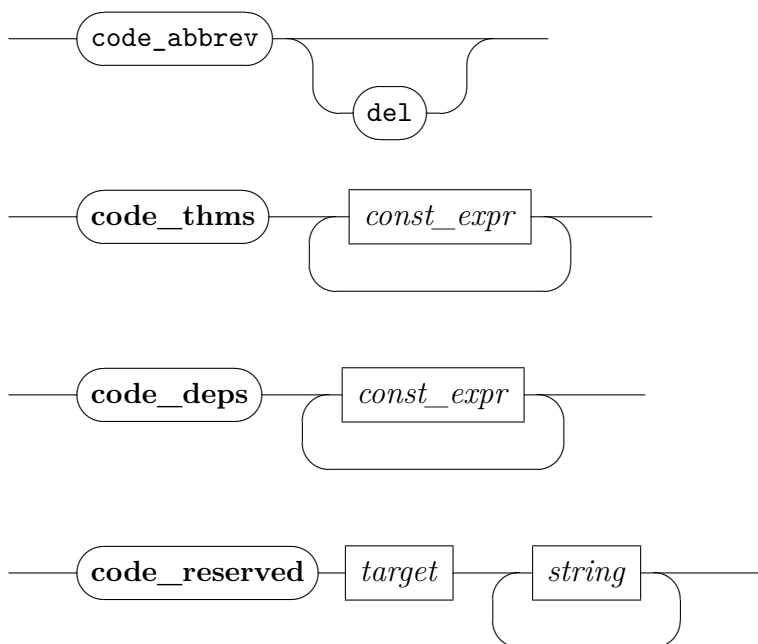 code_abbrev
del
code_thms const_expr
code_deps const_expr
code_reserved target string